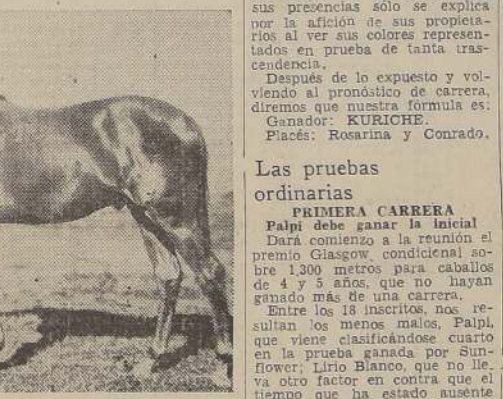 sus presencias sólo se explica
por la afición de sus propieta-
rios al ver sus colores represen-
tados en prueba de tanta tras-
cendencia.
Después de lo expuesto y vol-
viendo al pronóstico de carrera,
diremos que nuestra fórmula es:
Ganador: KURICHE.
Placés: Rosarina y Conrado.
Las pruebas
ordinarias
PRIMERA CARRERA
Palpi debe ganar la inicial
Dará comienzo a la reunión el
premio Glasgow, condicional so-
bre 1,300 metros para caballos
de 4 y 5 años, que no hayan
ganado más de una carrera.
Entre los 18 inscritos, nos re-
sultan los menos malos, Palpi,
que viene clasificándose cuarto
en la prueba ganada por Sun-
flower; Lirio Blanco, que no lle-
va otro factor en contra que el
tiempo que ha estado ausente